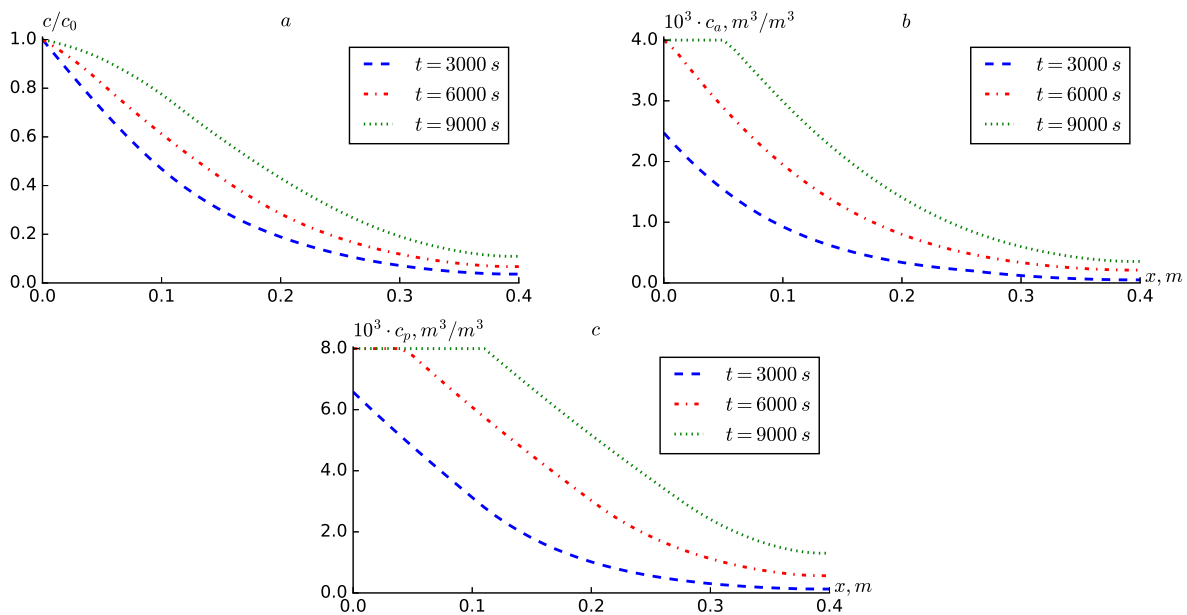 c/c₀ a
1.0
0.8
0.6
0.4
0.2
0.0
0.0 0.1 0.2 0.3 0.4
t = 3000 s
t = 6000 s
t = 9000 s
10³ · cₐ, m³/m³ b
4.0
3.0
2.0
1.0
0.0
0.0 0.1 0.2 0.3 0.4
x, m
t = 3000 s
t = 6000 s
t = 9000 s
10³ · cₚ, m³/m³ c
8.0
6.0
4.0
2.0
0.0
0.0 0.1 0.2 0.3 0.4
x, m
t = 3000 s
t = 6000 s
t = 9000 s